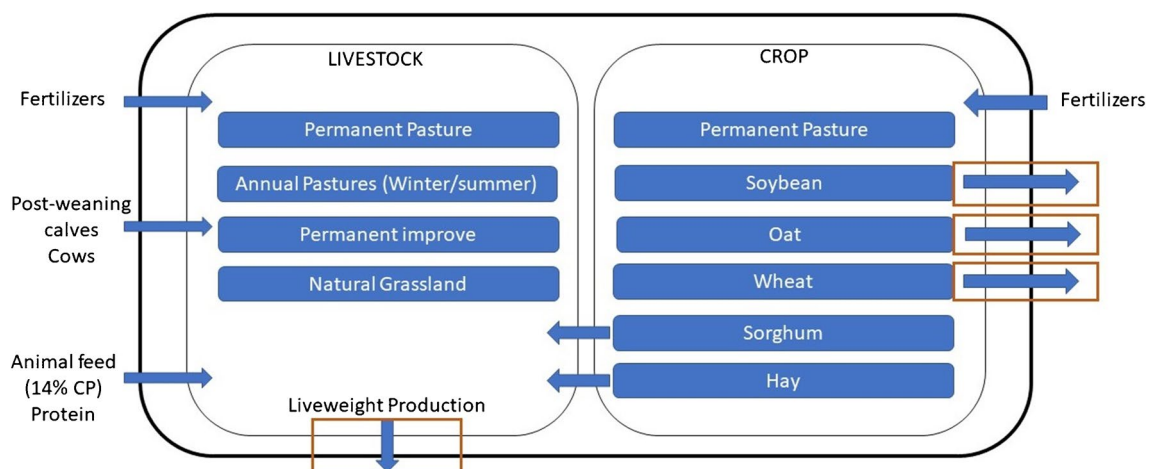 LIVESTOCK
CROP
Fertilizers
Fertilizers
Permanent Pasture
Permanent Pasture
Annual Pastures (Winter/summer)
Soybean
Post-weaning
calves
Cows
Permanent improve
Oat
Natural Grassland
Wheat
Sorghum
Animal feed
(14% CP)
Protein
Hay
Liveweight Production